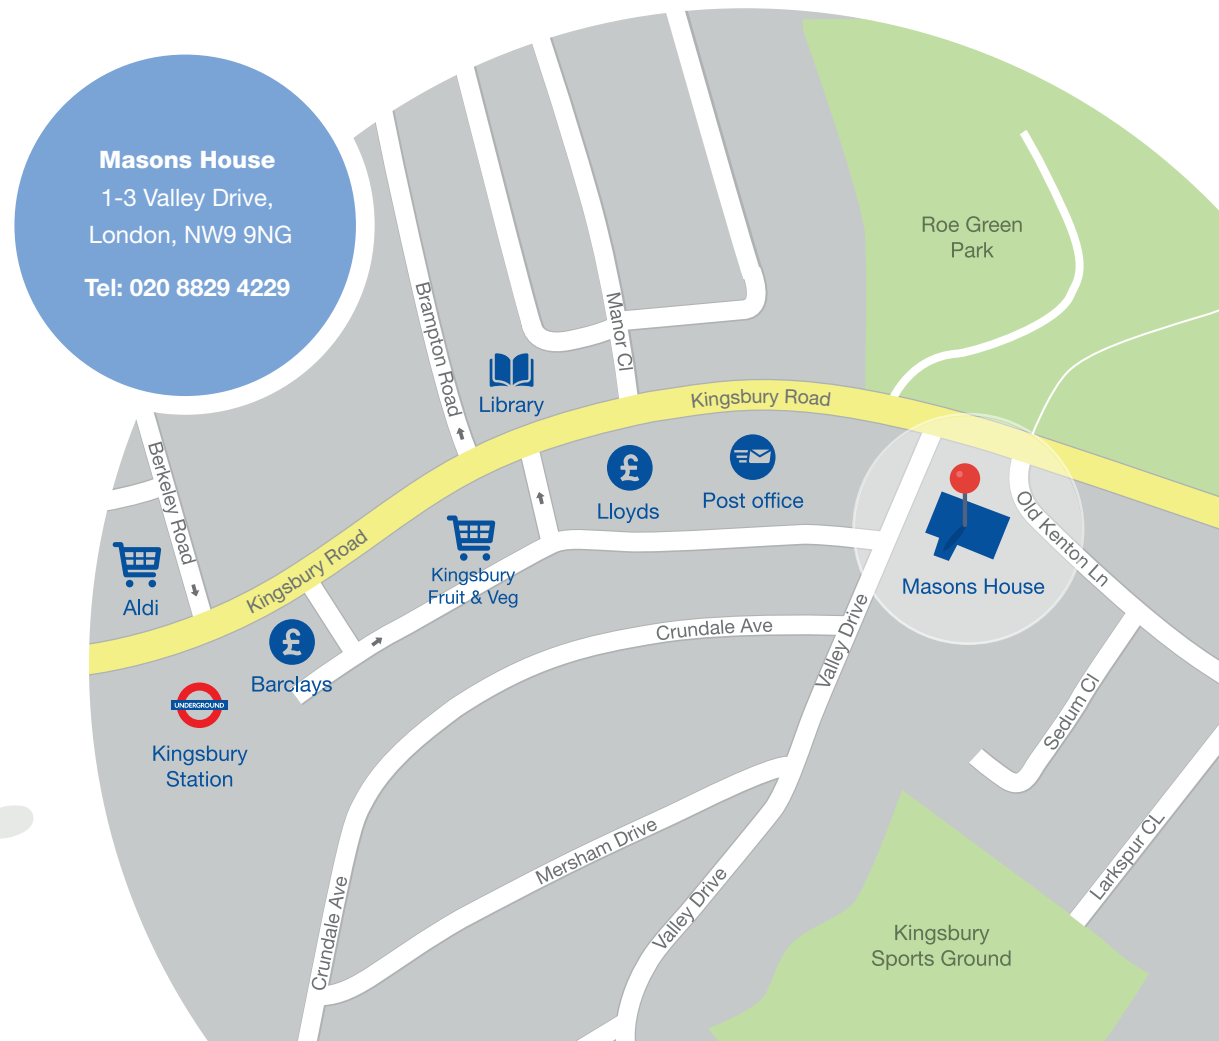 Masons House
1-3 Valley Drive,
London, NW9 9NG
Tel: 020 8829 4229
Roe Green
Park
Brampton Road
Manor Cl
Library
Kingsbury Road
Berkeley Road
Lloyds
Post office
Old Kenton Ln
Kingsbury Road
Kingsbury
Fruit & Veg
Aldi
Masons House
Crundale Ave
Valley Drive
Barclays
UNDERGROUND
Kingsbury
Station
Sedum Cl
Mersham Drive
Larkspur CL
Crundale Ave
Valley Drive
Kingsbury
Sports Ground